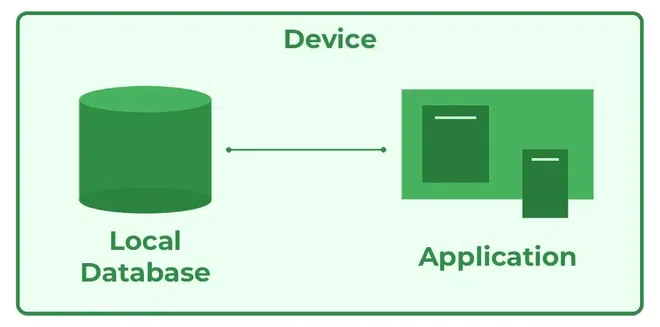 Device
Local
Database
Application